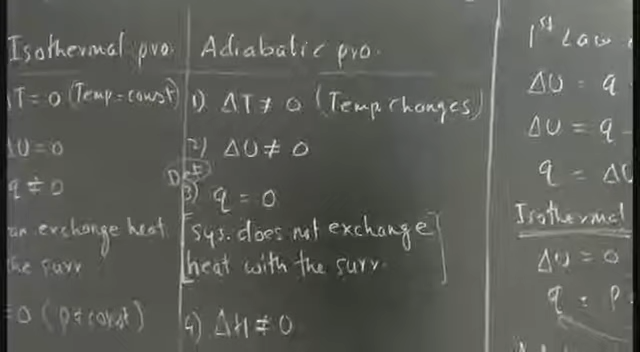 Isothermal pro.
ΔT = 0 (Temp = const)
ΔU = 0
q ≠ 0
an exchange heat
the surr
= 0 (P ≠ const)
Adiabatic pro.
1) ΔT ≠ 0 (Temp. changes)
2) ΔU ≠ 0
Def
3) q = 0
[sys. does not exchange
heat with the surr.]
4) ΔH ≠ 0
1st Law
ΔU = q
ΔU = q -
q = ΔU
Isothermal
ΔU = 0
q = P